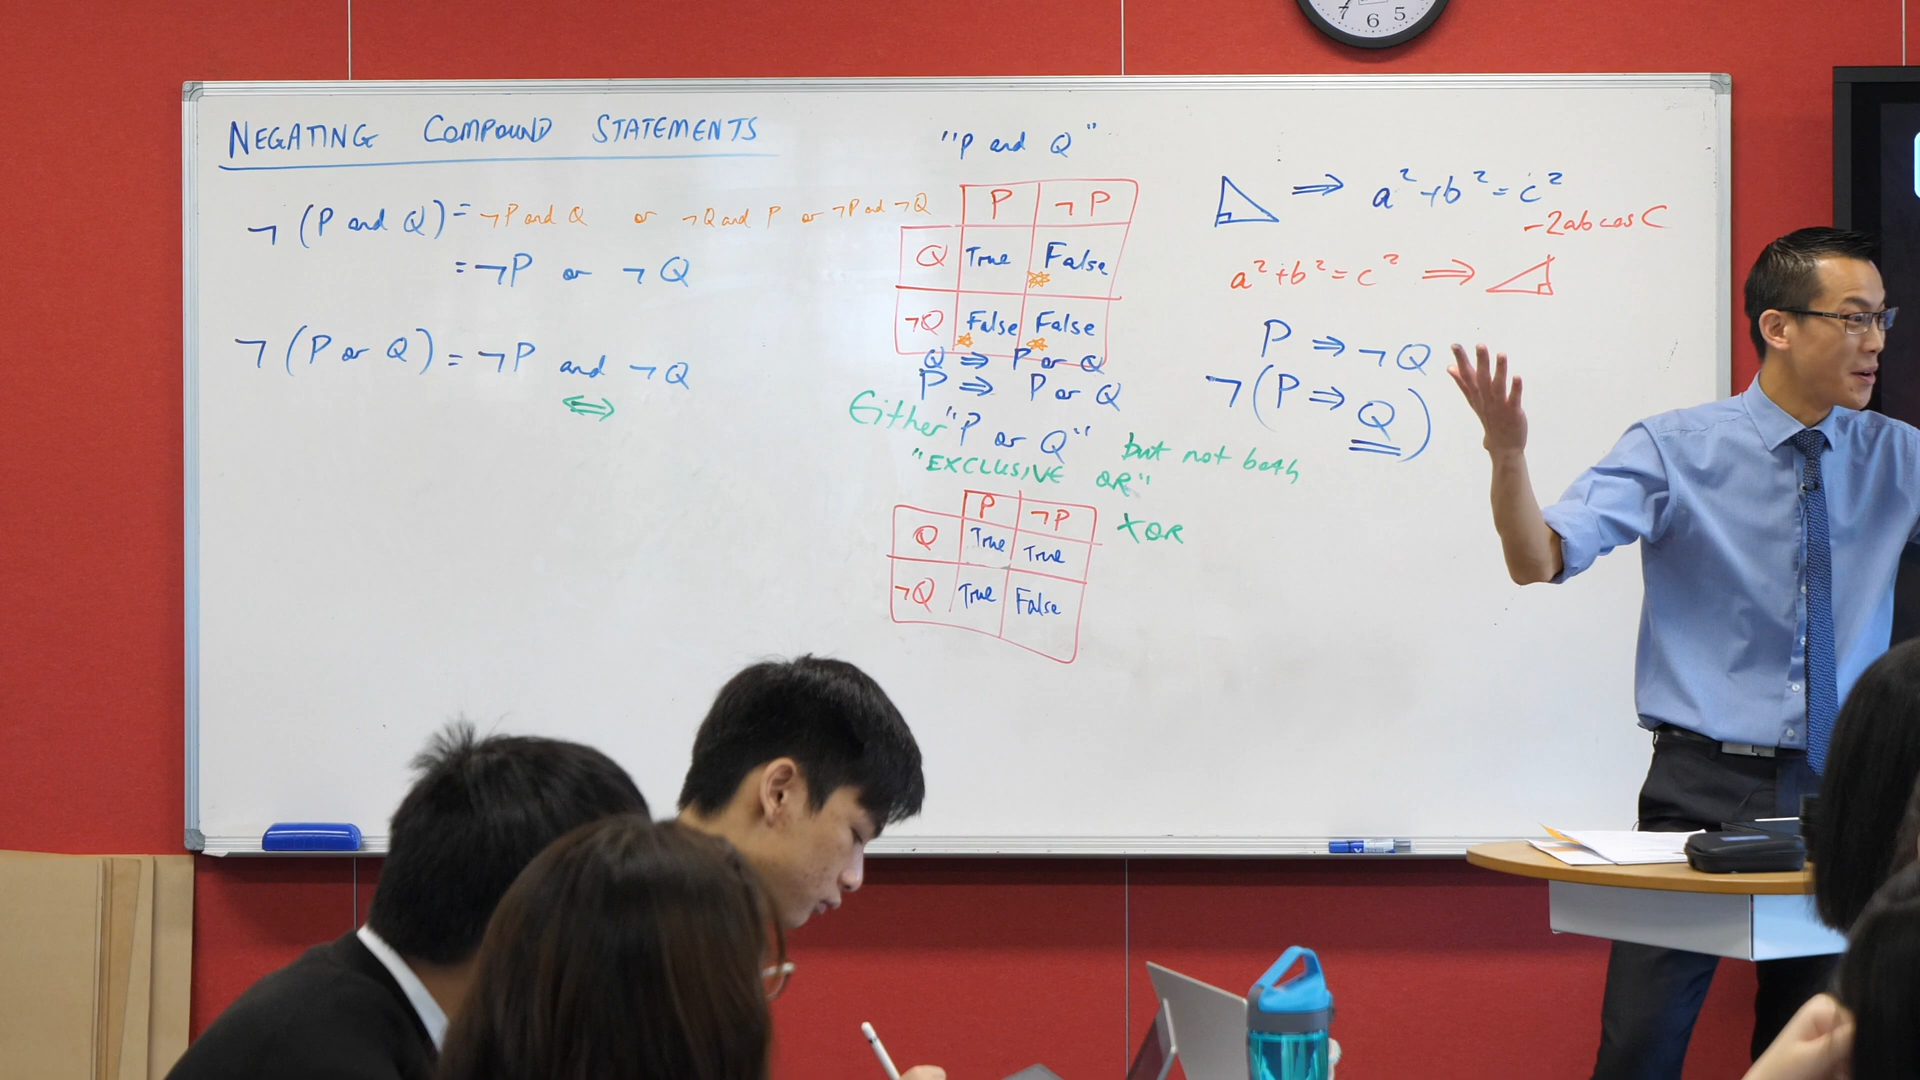 NEGATING COMPOUND STATEMENTS
¬(P and Q) = ¬P and Q or ¬Q and P or ¬P and ¬Q
= ¬P or ¬Q
¬(P or Q) = ¬P and ¬Q
⇔
"P and Q"
P ¬P
Q True False
¬Q False False
Q ⇒ P or Q
P ⇒ P or Q
Either "P or Q" but not both
"EXCLUSIVE OR"
XOR
P ¬P
Q True True
¬Q True False
⇒ a² + b² = c²
- 2ab cos C
a² + b² = c² ⇒
P ⇒ ¬Q
¬(P ⇒ Q)
7 6 5